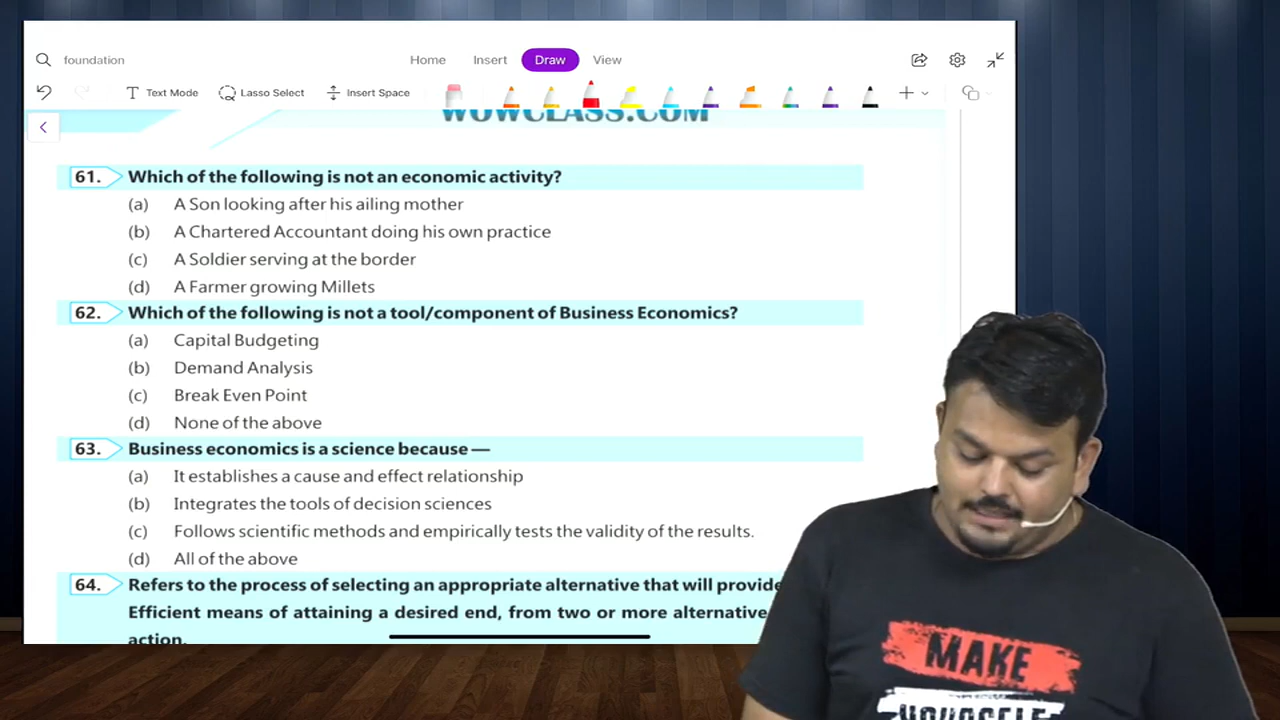 foundation
Home Insert Draw View
Text Mode Lasso Select Insert Space
WOWCLASS.COM
61. Which of the following is not an economic activity?
(a) A Son looking after his ailing mother
(b) A Chartered Accountant doing his own practice
(c) A Soldier serving at the border
(d) A Farmer growing Millets
62. Which of the following is not a tool/component of Business Economics?
(a) Capital Budgeting
(b) Demand Analysis
(c) Break Even Point
(d) None of the above
63. Business economics is a science because —
(a) It establishes a cause and effect relationship
(b) Integrates the tools of decision sciences
(c) Follows scientific methods and empirically tests the validity of the results.
(d) All of the above
64. Refers to the process of selecting an appropriate alternative that will provide
Efficient means of attaining a desired end, from two or more alternative
action.
MAKE
YOURSELF